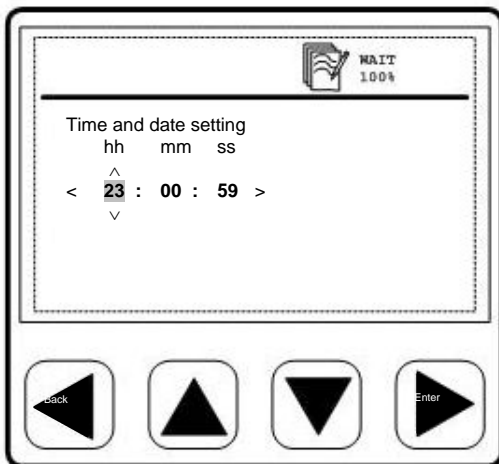 WAIT
100%
Time and date setting
hh mm ss
< 23 : 00 : 59 >
Back
Enter